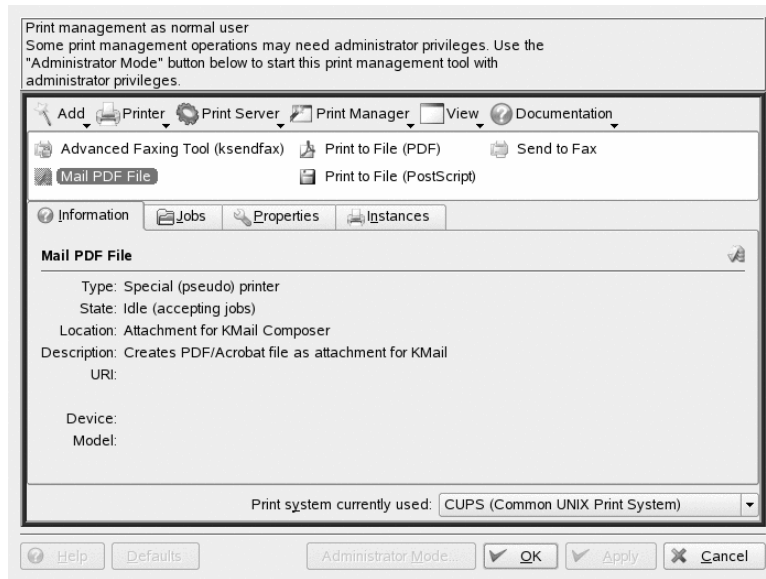 Print management as normal user
Some print management operations may need administrator privileges. Use the
"Administrator Mode" button below to start this print management tool with
administrator privileges.
Add Printer Print Server Print Manager View Documentation
Advanced Faxing Tool (ksendfax) Print to File (PDF) Send to Fax
Mail PDF File Print to File (PostScript)
Information Jobs Properties Instances
Mail PDF File
Type: Special (pseudo) printer
State: Idle (accepting jobs)
Location: Attachment for KMail Composer
Description: Creates PDF/Acrobat file as attachment for KMail
URI:
Device:
Model:
Print system currently used: CUPS (Common UNIX Print System)
Help Defaults Administrator Mode... OK Apply Cancel